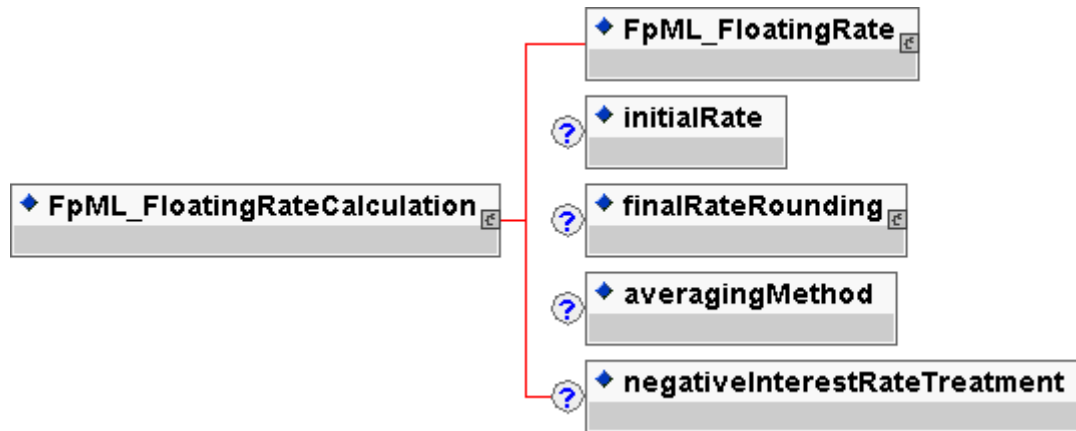 FpML_FloatingRate
?
initialRate
FpML_FloatingRateCalculation
?
finalRateRounding
?
averagingMethod
?
negativeInterestRateTreatment